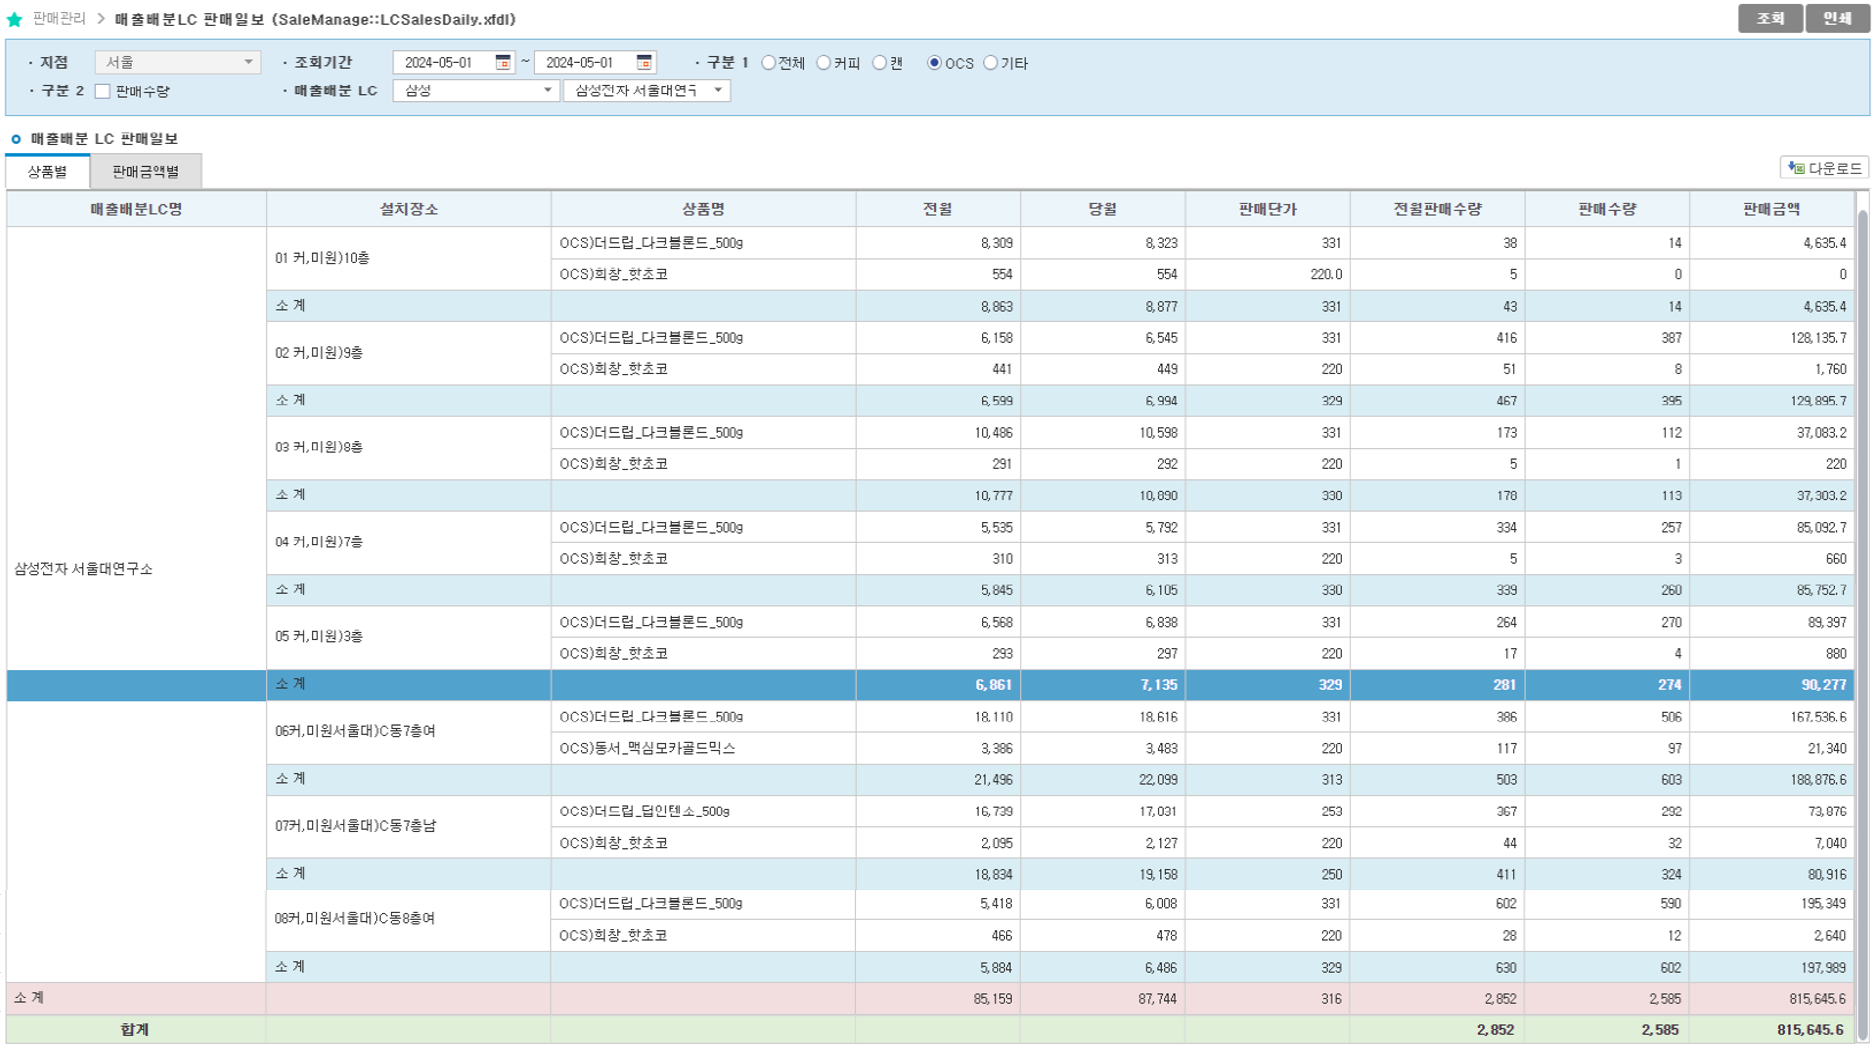 판매관리 > 매출배분LC 판매일보 (SaleManage::LCSalesDaily.xfdl)
조회 인쇄
· 지점 서울 · 조회기간 2024-05-01 ~ 2024-05-01 · 구분 1 전체 커피 캔 OCS 기타
· 구분 2 판매수량 · 매출배분 LC 삼성 삼성전자 서울대연구
매출배분 LC 판매일보
상품별 판매금액별 다운로드
매출배분LC명 설치장소 상품명 전월 당월 판매단가 전월판매수량 판매수량 판매금액
01 커,미원)10층
OCS)더드립_다크블론드_500g 8,309 8,323 331 38 14 4,635.4
OCS)희창_핫초코 554 554 220.0 5 0 0
소 계 8,863 8,877 331 43 14 4,635.4
02 커,미원)9층
OCS)더드립_다크블론드_500g 6,158 6,545 331 416 387 128,135.7
OCS)희창_핫초코 441 449 220 51 8 1,760
소 계 6,599 6,994 329 467 395 129,895.7
03 커,미원)8층
OCS)더드립_다크블론드_500g 10,486 10,598 331 173 112 37,083.2
OCS)희창_핫초코 291 292 220 5 1 220
소 계 10,777 10,890 330 178 113 37,303.2
04 커,미원)7층
OCS)더드립_다크블론드_500g 5,535 5,792 331 334 257 85,092.7
OCS)희창_핫초코 310 313 220 5 3 660
삼성전자 서울대연구소
소 계 5,845 6,105 330 339 260 85,752.7
05 커,미원)3층
OCS)더드립_다크블론드_500g 6,568 6,838 331 264 270 89,397
OCS)희창_핫초코 293 297 220 17 4 880
소 계 6,861 7,135 329 281 274 90,277
06커,미원서울대)C동7층여
OCS)더드립_다크블론드_500g 18,110 18,616 331 386 506 167,536.6
OCS)동서_맥심모카골드믹스 3,386 3,483 220 117 97 21,340
소 계 21,496 22,099 313 503 603 188,876.6
07커,미원서울대)C동7층남
OCS)더드립_딥인텐소_500g 16,739 17,031 253 367 292 73,876
OCS)희창_핫초코 2,095 2,127 220 44 32 7,040
소 계 18,834 19,158 250 411 324 80,916
08커,미원서울대)C동8층여
OCS)더드립_다크블론드_500g 5,418 6,008 331 602 590 195,349
OCS)희창_핫초코 466 478 220 28 12 2,640
소 계 5,884 6,486 329 630 602 197,989
소 계 85,159 87,744 316 2,852 2,585 815,645.6
합계 2,852 2,585 815,645.6